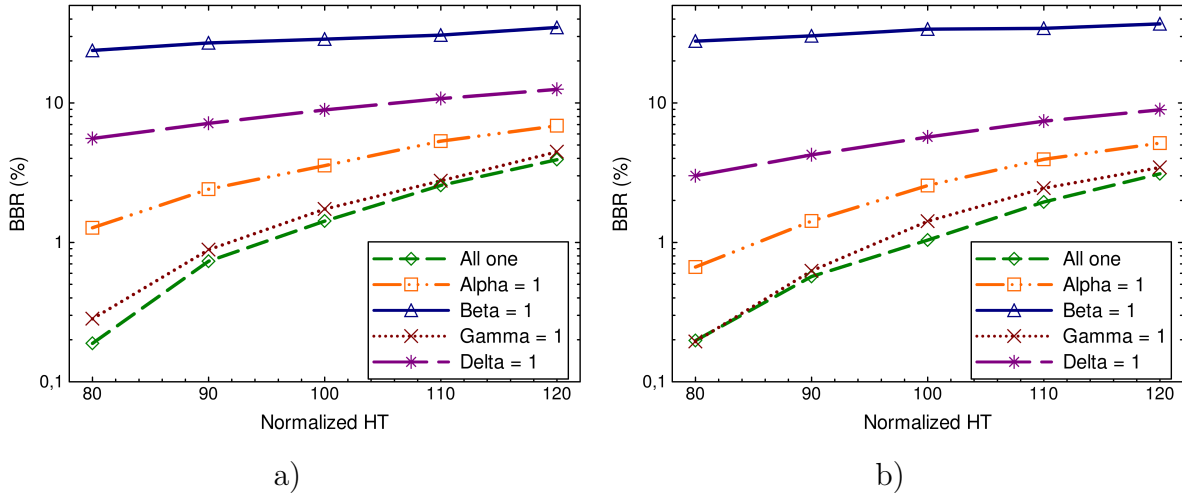 BBR (%)
10
1
0,1
80
90
100
110
120
Normalized HT
All one
Alpha = 1
Beta = 1
Gamma = 1
Delta = 1
a)
BBR (%)
10
1
0,1
80
90
100
110
120
Normalized HT
All one
Alpha = 1
Beta = 1
Gamma = 1
Delta = 1
b)